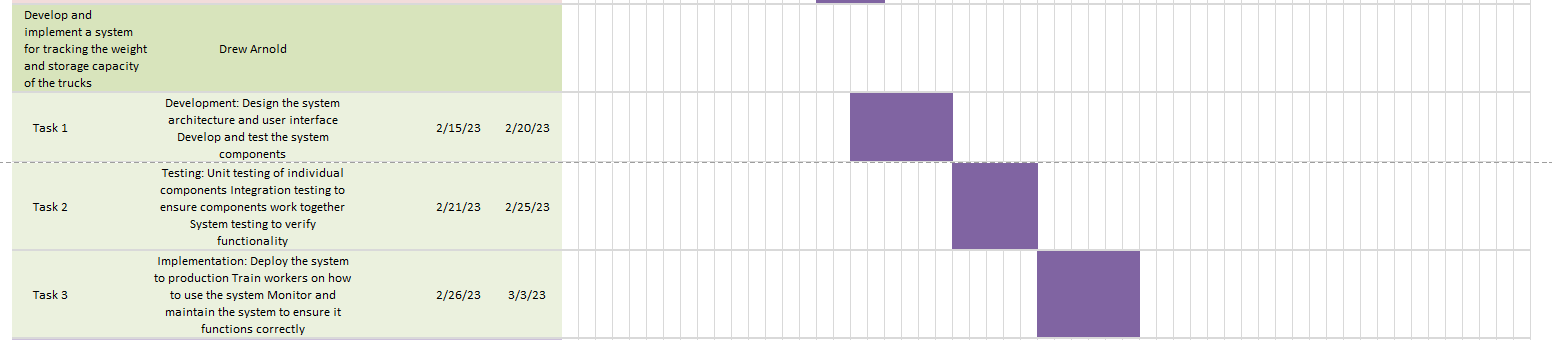 Develop and
implement a system
for tracking the weight
and storage capacity
of the trucks
Drew Arnold
Task 1
Development: Design the system
architecture and user interface
Develop and test the system
components
2/15/23
2/20/23
Task 2
Testing: Unit testing of individual
components Integration testing to
ensure components work together
System testing to verify
functionality
2/21/23
2/25/23
Task 3
Implementation: Deploy the system
to production Train workers on how
to use the system Monitor and
maintain the system to ensure it
functions correctly
2/26/23
3/3/23